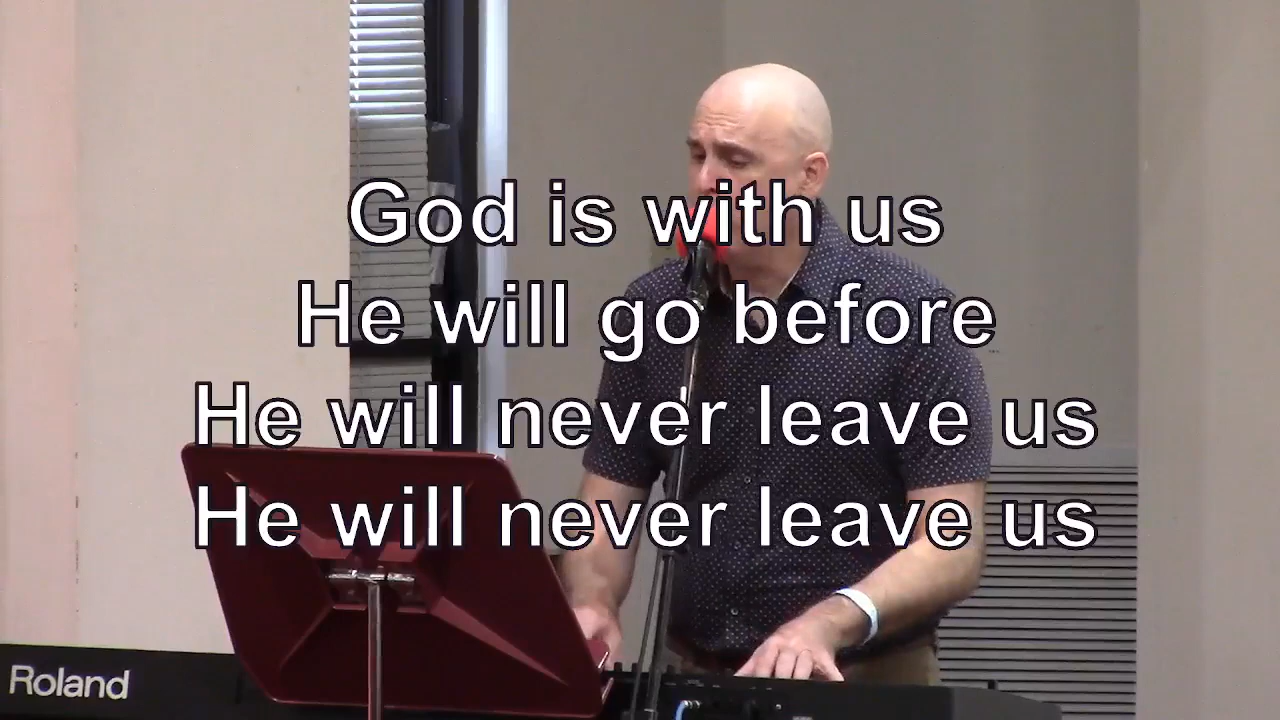 God is with us
He will go before
He will never leave us
He will never leave us
Roland